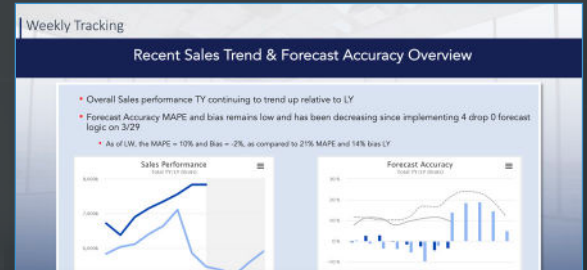 Weekly Tracking
Recent Sales Trend & Forecast Accuracy Overview
Overall Sales performance TY continuing to trend up relative to LY
Forecast Accuracy MAPE and bias remains low and has been decreasing since implementing 4 drop 0 forecast
logic on 3/29
As of LW, the MAPE = 10% and Bias = -2%, as compared to 21% MAPE and 14% bias LY
Sales Performance
Forecast Accuracy